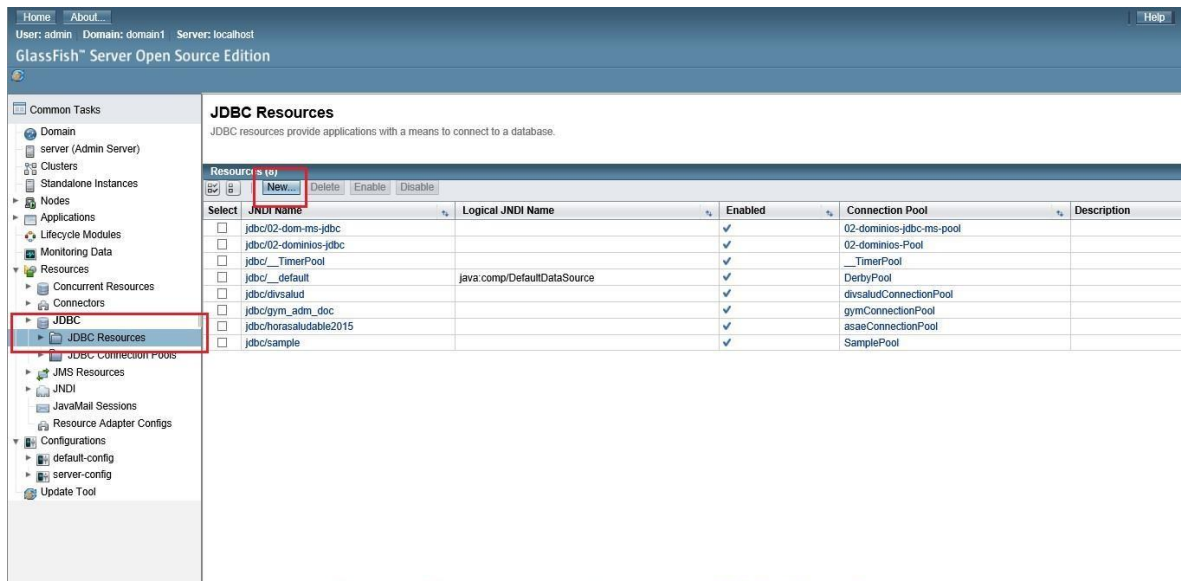 Home About... Help
User: admin Domain: domain1 Server: localhost
GlassFish™ Server Open Source Edition
Common Tasks
Domain
server (Admin Server)
Clusters
Standalone Instances
Nodes
Applications
Lifecycle Modules
Monitoring Data
Resources
Concurrent Resources
Connectors
JDBC
JDBC Resources
JDBC Connection Pools
JMS Resources
JNDI
JavaMail Sessions
Resource Adapter Configs
Configurations
default-config
server-config
Update Tool
JDBC Resources
JDBC resources provide applications with a means to connect to a database.
Resources (8)
New... Delete Enable Disable
Select JNDI Name Logical JNDI Name Enabled Connection Pool Description
jdbc/02-dom-ms-jdbc 02-dominios-jdbc-ms-pool
jdbc/02-dominios-jdbc 02-dominios-Pool
jdbc/__TimerPool __TimerPool
jdbc/__default java:comp/DefaultDataSource DerbyPool
jdbc/divsalud divsaludConnectionPool
jdbc/gym_adm_doc gymConnectionPool
jdbc/horasaludable2015 asaeConnectionPool
jdbc/sample SamplePool